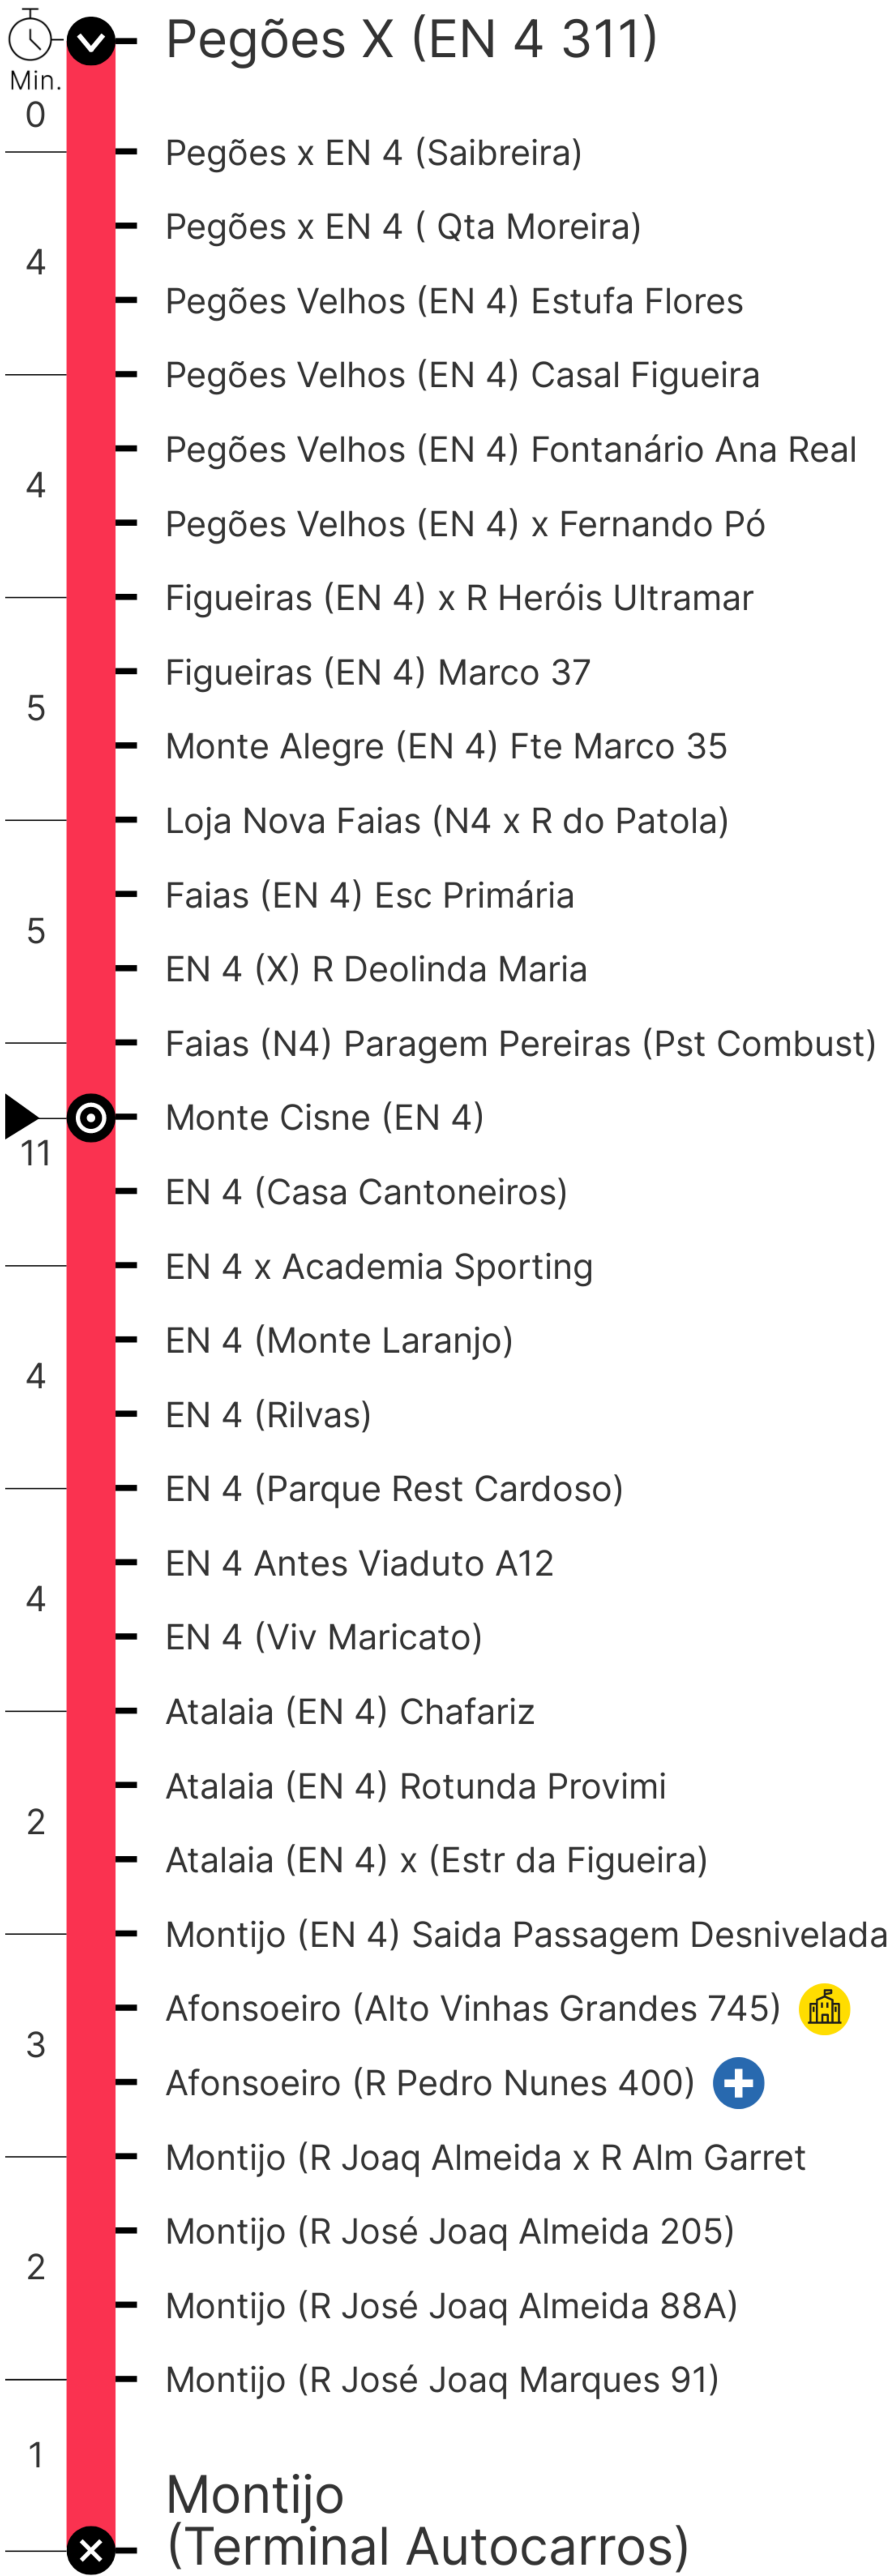 Pegões X (EN 4 311)
Min.
0
Pegões x EN 4 (Saibreira)
Pegões x EN 4 ( Qta Moreira)
4
Pegões Velhos (EN 4) Estufa Flores
Pegões Velhos (EN 4) Casal Figueira
Pegões Velhos (EN 4) Fontanário Ana Real
4
Pegões Velhos (EN 4) x Fernando Pó
Figueiras (EN 4) x R Heróis Ultramar
Figueiras (EN 4) Marco 37
5
Monte Alegre (EN 4) Fte Marco 35
Loja Nova Faias (N4 x R do Patola)
Faias (EN 4) Esc Primária
5
EN 4 (X) R Deolinda Maria
Faias (N4) Paragem Pereiras (Pst Combust)
Monte Cisne (EN 4)
11
EN 4 (Casa Cantoneiros)
EN 4 x Academia Sporting
EN 4 (Monte Laranjo)
4
EN 4 (Rilvas)
EN 4 (Parque Rest Cardoso)
EN 4 Antes Viaduto A12
4
EN 4 (Viv Maricato)
Atalaia (EN 4) Chafariz
Atalaia (EN 4) Rotunda Provimi
2
Atalaia (EN 4) x (Estr da Figueira)
Montijo (EN 4) Saida Passagem Desnivelada
Afonsoeiro (Alto Vinhas Grandes 745)
3
Afonsoeiro (R Pedro Nunes 400)
Montijo (R Joaq Almeida x R Alm Garret
Montijo (R José Joaq Almeida 205)
2
Montijo (R José Joaq Almeida 88A)
Montijo (R José Joaq Marques 91)
1
Montijo
(Terminal Autocarros)